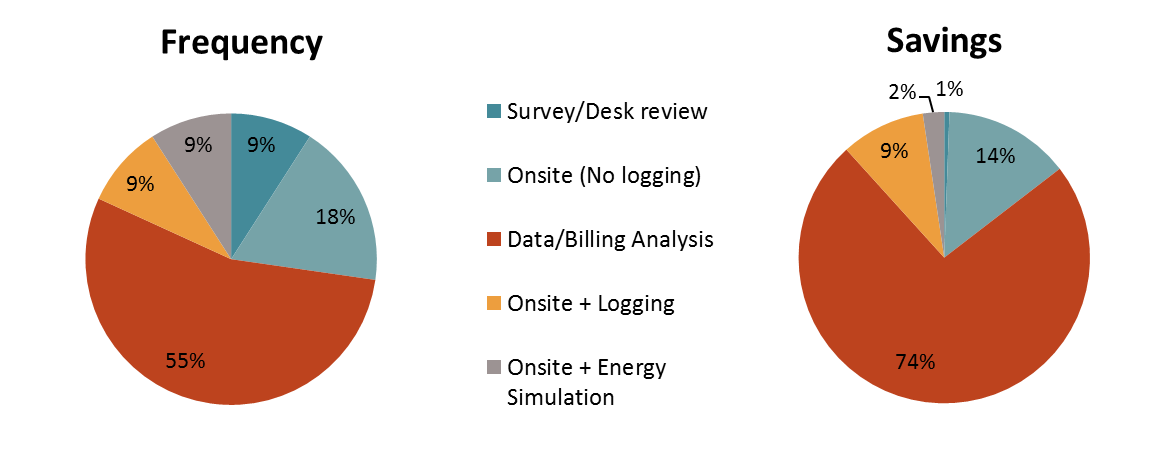 Frequency
9%
9%
18%
9%
55%
Survey/Desk review
Onsite (No logging)
Data/Billing Analysis
Onsite + Logging
Onsite + Energy
Simulation
Savings
2%
1%
14%
9%
74%